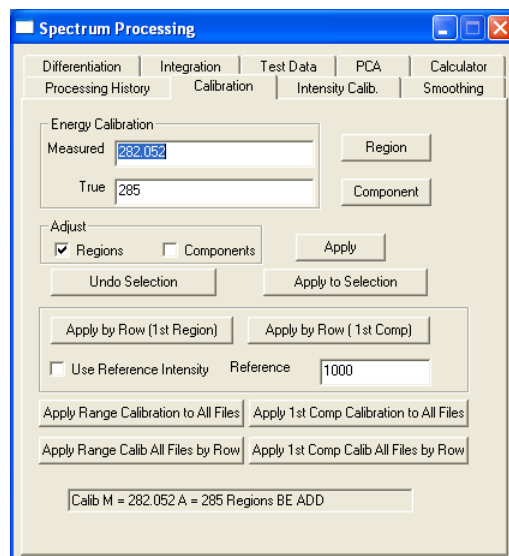 Spectrum Processing
Differentiation Integration Test Data PCA Calculator
Processing History Calibration Intensity Calib. Smoothing
Energy Calibration
Measured 282.052 Region
True 285 Component
Adjust
Regions Components Apply
Undo Selection Apply to Selection
Apply by Row (1st Region) Apply by Row ( 1st Comp)
Use Reference Intensity Reference 1000
Apply Range Calibration to All Files Apply 1st Comp Calibration to All Files
Apply Range Calib All Files by Row Apply 1st Comp Calib All Files by Row
Calib M = 282.052 A = 285 Regions BE ADD